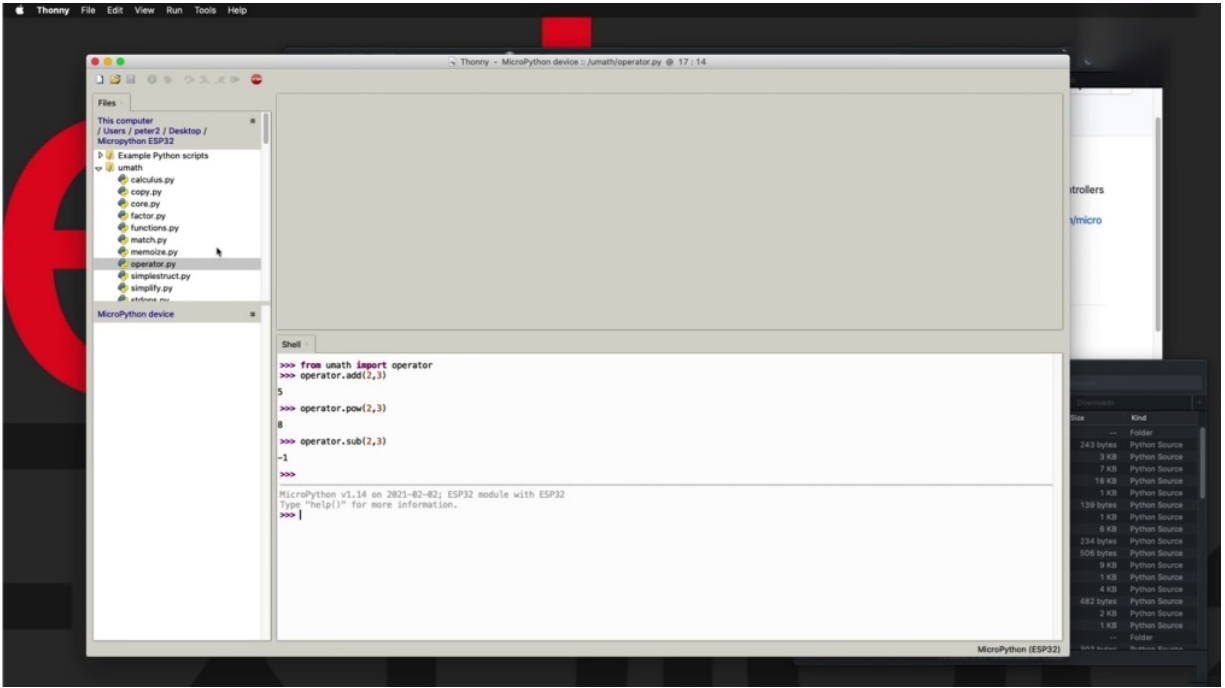 Thonny File Edit View Run Tools Help
Thonny - MicroPython device :: /umath/operator.py @ 17 : 14
Files
This computer
/ Users / peter2 / Desktop /
Micropython ESP32
Example Python scripts
umath
calculus.py
copy.py
core.py
factor.py
functions.py
match.py
memoize.py
operator.py
simplestruct.py
simplify.py
stdops.py
MicroPython device
Shell
>>> from umath import operator
>>> operator.add(2,3)
5
>>> operator.pow(2,3)
8
>>> operator.sub(2,3)
-1
>>>
MicroPython v1.14 on 2021-02-02; ESP32 module with ESP32
Type "help()" for more information.
>>>
MicroPython (ESP32)
trollers
/micro
Downloads
Size Kind
-- Folder
243 bytes Python Source
3 KB Python Source
7 KB Python Source
16 KB Python Source
1 KB Python Source
139 bytes Python Source
1 KB Python Source
6 KB Python Source
234 bytes Python Source
506 bytes Python Source
9 KB Python Source
1 KB Python Source
4 KB Python Source
482 bytes Python Source
2 KB Python Source
1 KB Python Source
-- Folder